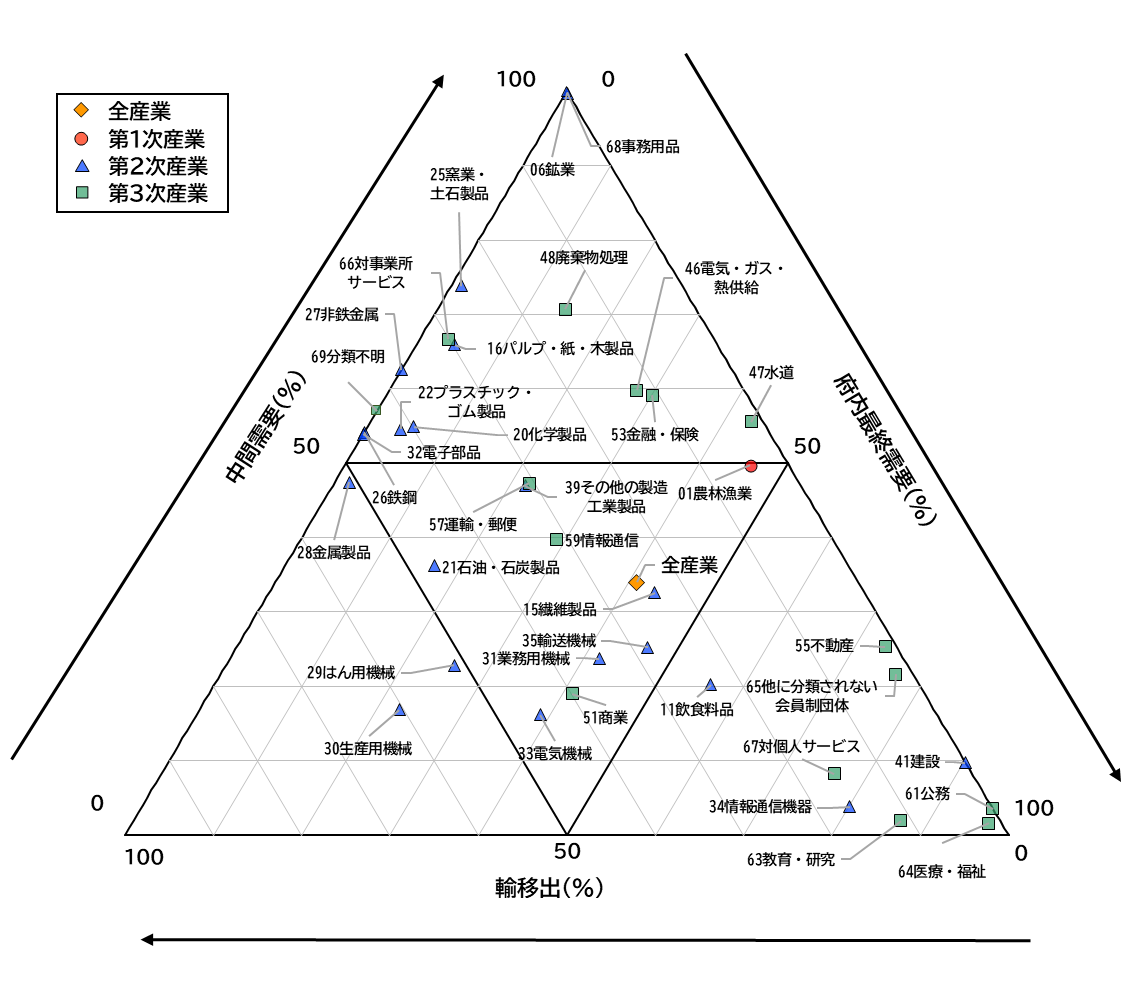 100
0
全産業
第1次産業
第2次産業
第3次産業
68事務用品
06鉱業
25窯業・
土石製品
48廃棄物処理
66対事業所
サービス
46電気・ガス・
熱供給
27非鉄金属
16パルプ・紙・木製品
69分類不明
47水道
22プラスチック・
ゴム製品
中間需要(%)
府内最終需要(%)
20化学製品
53金融・保険
50
50
32電子部品
26鉄鋼
39その他の製造
工業製品
01農林漁業
57運輸・郵便
59情報通信
28金属製品
21石油・石炭製品
全産業
15繊維製品
35輸送機械
31業務用機械
55不動産
29はん用機械
65他に分類されない
会員制団体
11飲食料品
51商業
30生産用機械
33電気機械
67対個人サービス
41建設
61公務
34情報通信機器
0
100
100
50
0
63教育・研究
64医療・福祉
輸移出(%)